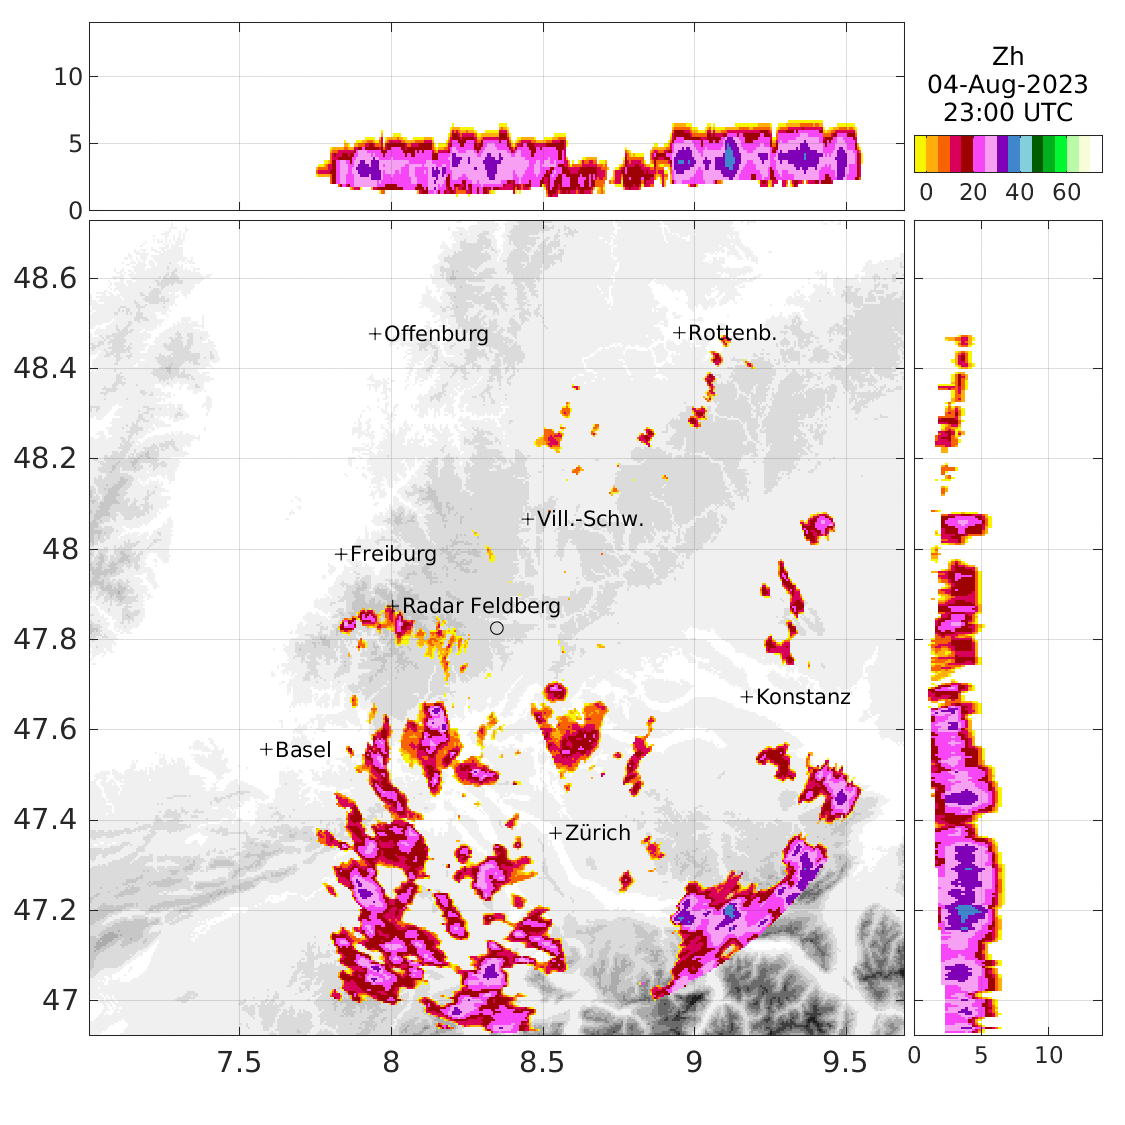 10
5
0
Zh
04-Aug-2023
23:00 UTC
0 20 40 60
48.6
48.4
48.2
48
47.8
47.6
47.4
47.2
47
+Offenburg
+Rottenb.
+Vill.-Schw.
+Freiburg
+Radar Feldberg
+Konstanz
+Basel
+Zürich
7.5 8 8.5 9 9.5
0 5 10